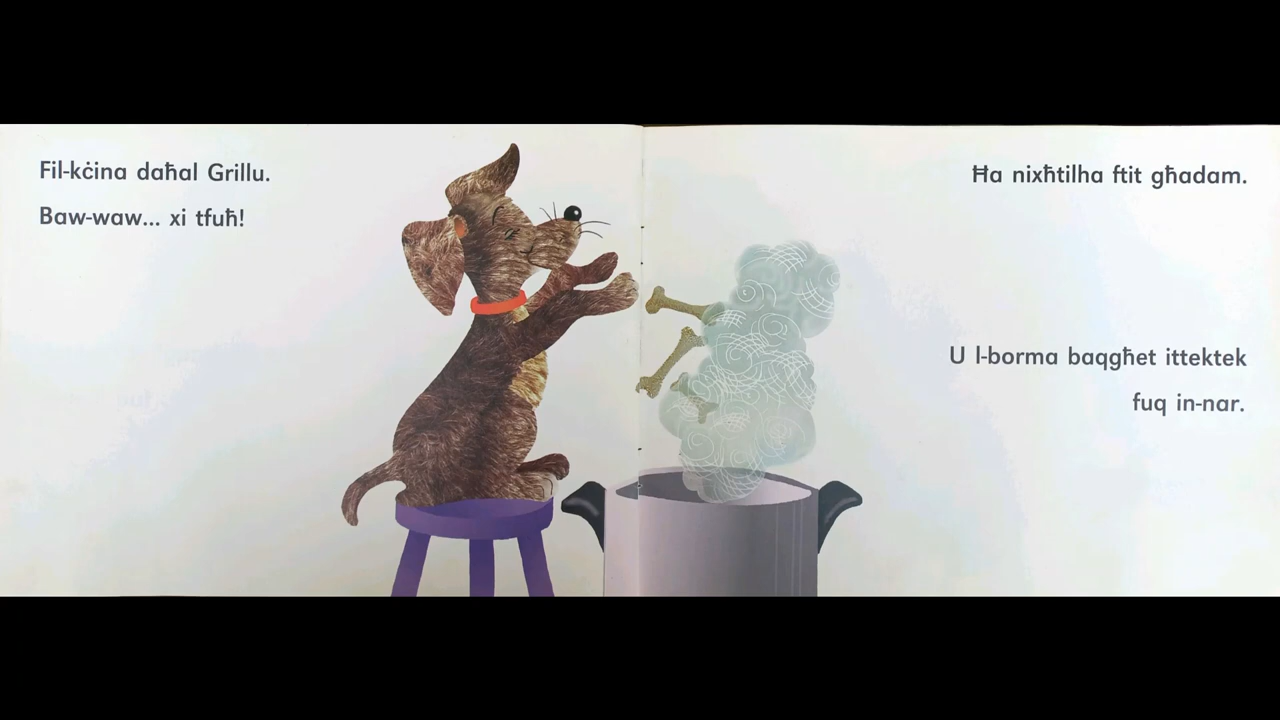 Fil-kċina daħal Grillu.
Baw-waw... xi tfuħ!
Ħa nixħtilha ftit għadam.
U l-borma baqgħet ittektek
fuq in-nar.